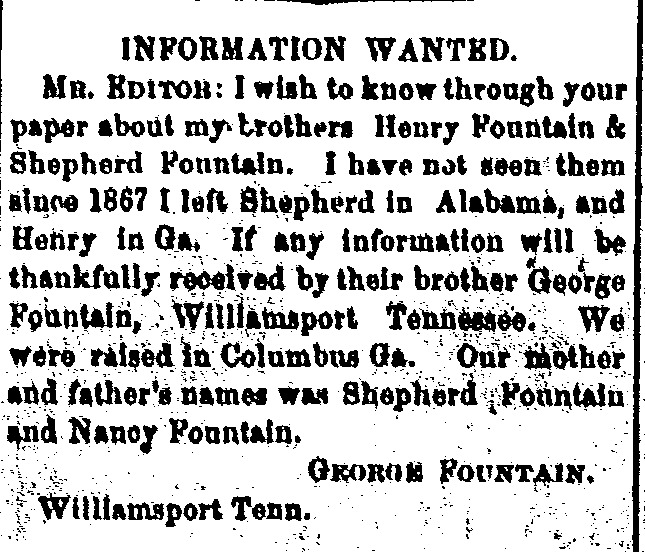 INFORMATION WANTED.
MR. EDITOR: I wish to know through your
paper about my brothers Henry Fountain &
Shepherd Fountain. I have not seen them
since 1867 I left Shepherd in Alabama, and
Henry in Ga. If any information will be
thankfully received by their brother George
Fountain, Williamsport Tennessee. We
were raised in Columbus Ga. Our mother
and father's names was Shepherd Fountain
and Nancy Fountain.
GEORGE FOUNTAIN.
Williamsport Tenn.